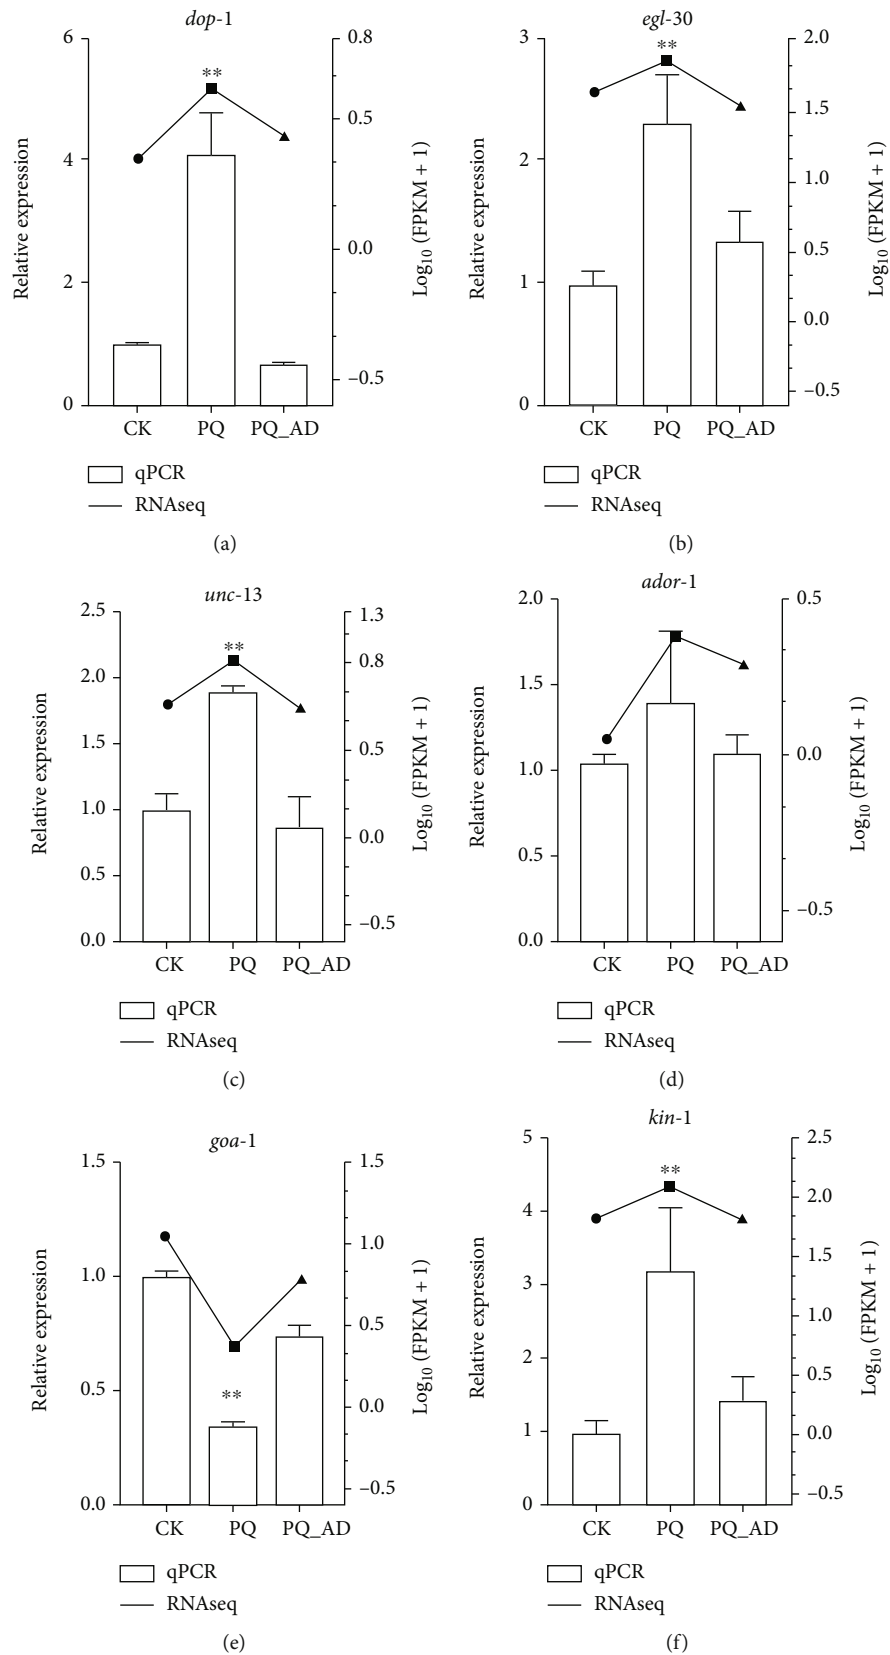 dop-1
6
4
2
0
Relative expression
0.8
0.5
0.0
–0.5
Log10 (FPKM + 1)
**
CK PQ PQ_AD
qPCR
RNAseq
(a)
egl-30
3
2
1
0
Relative expression
2.0
1.5
1.0
0.5
0.0
–0.5
Log10 (FPKM + 1)
**
CK PQ PQ_AD
qPCR
RNAseq
(b)
unc-13
2.5
2.0
1.5
1.0
0.5
0.0
Relative expression
1.3
0.8
0.5
0.0
–0.5
Log10 (FPKM + 1)
**
CK PQ PQ_AD
qPCR
RNAseq
(c)
ador-1
2.0
1.5
1.0
0.5
0.0
Relative expression
0.5
0.0
–0.5
Log10 (FPKM + 1)
CK PQ PQ_AD
qPCR
RNAseq
(d)
goa-1
1.5
1.0
0.5
0.0
Relative expression
1.5
1.0
0.5
0.0
–0.5
Log10 (FPKM + 1)
**
CK PQ PQ_AD
qPCR
RNAseq
(e)
kin-1
5
4
3
2
1
0
Relative expression
2.5
2.0
1.5
1.0
0.5
0.0
–0.5
Log10 (FPKM + 1)
**
CK PQ PQ_AD
qPCR
RNAseq
(f)